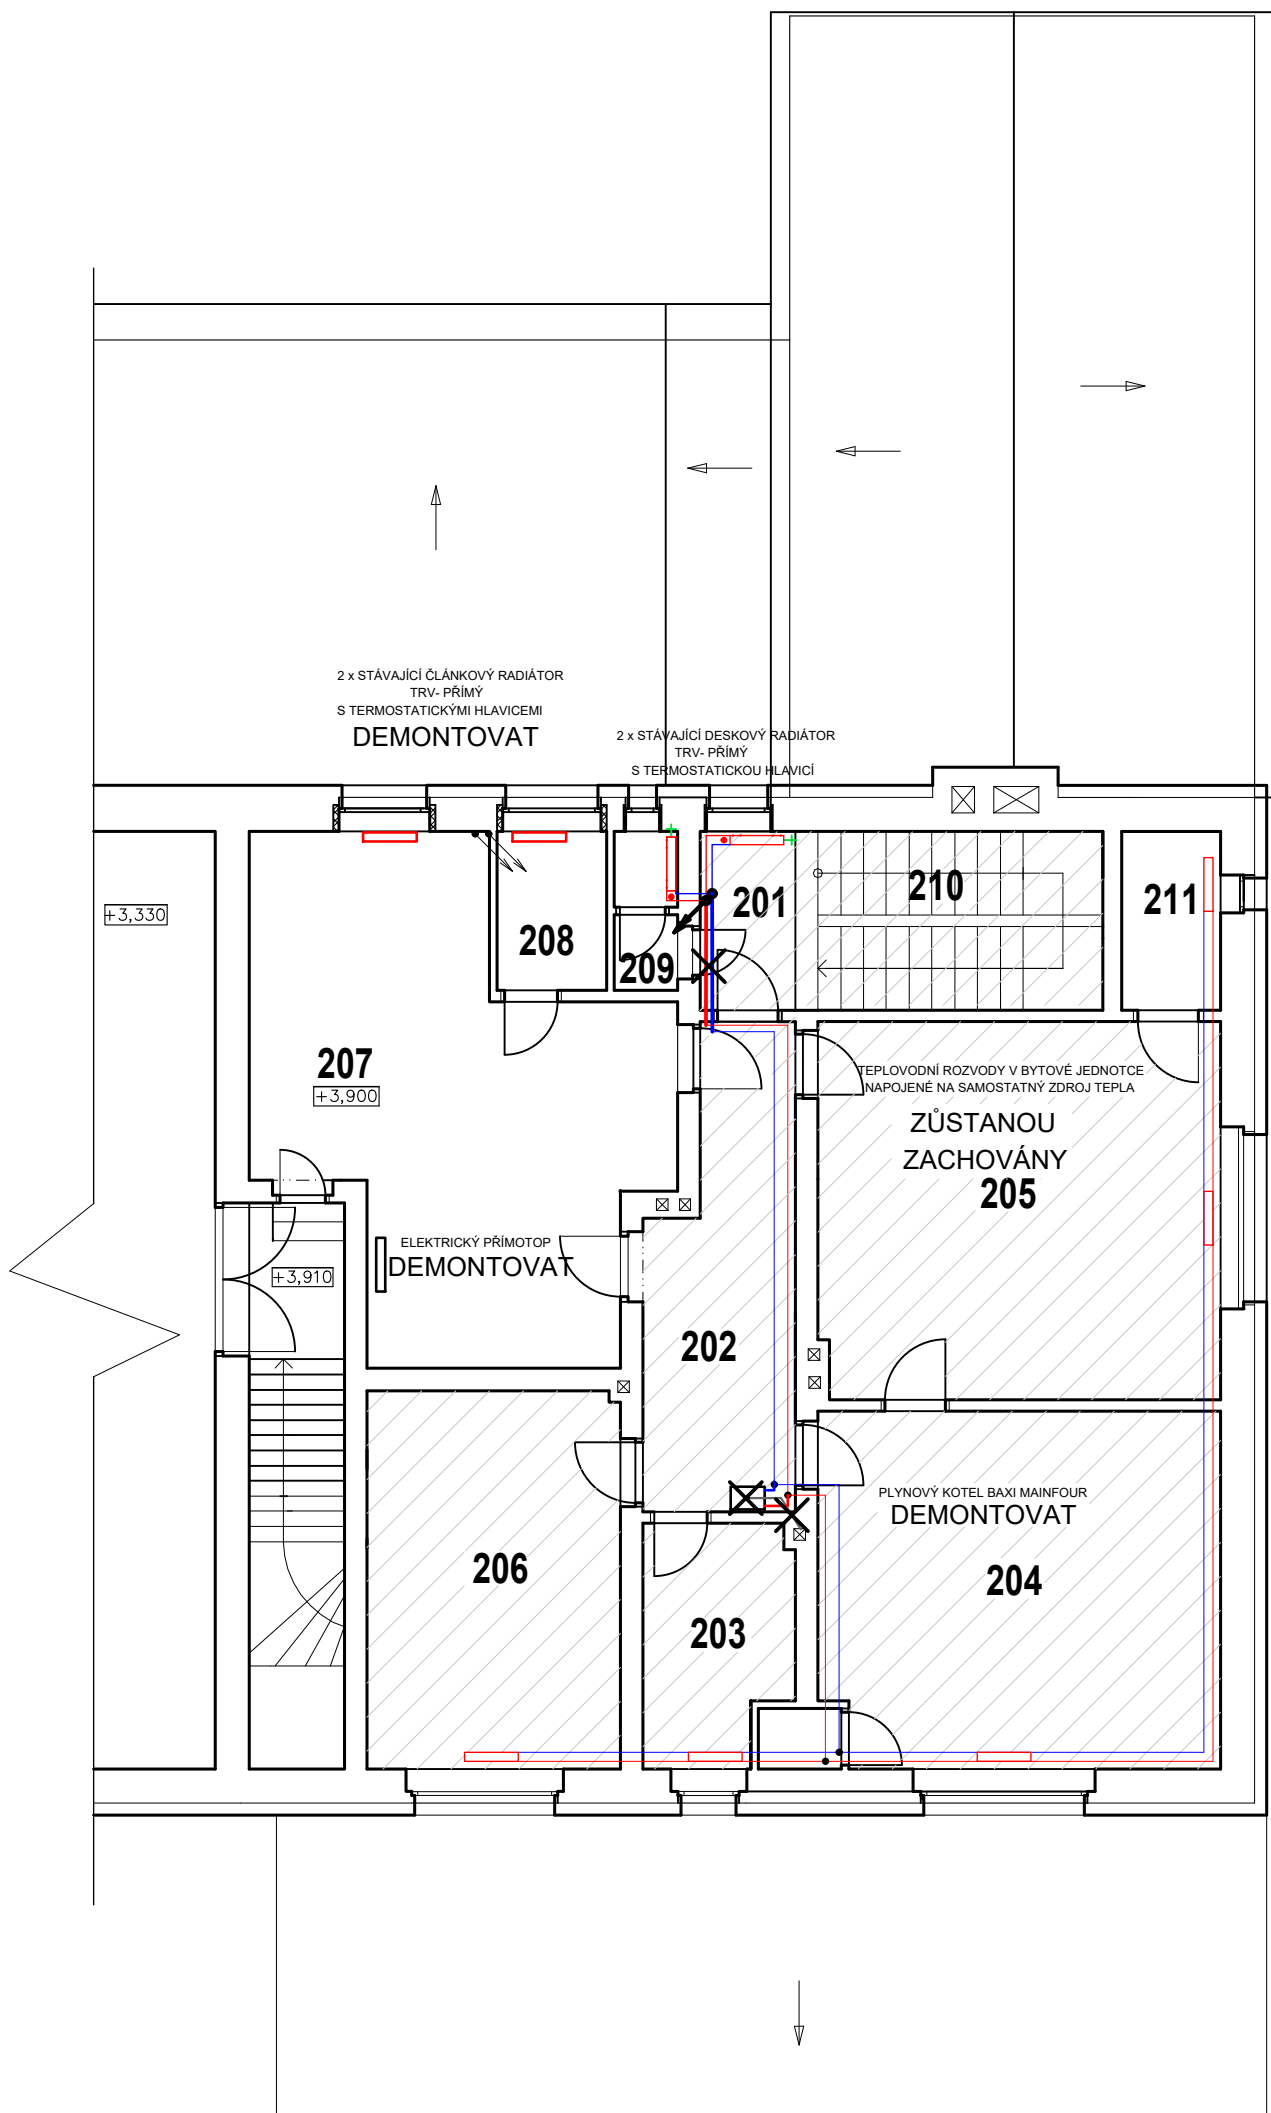 2 x STÁVAJÍCÍ ČLÁNKOVÝ RADIÁTOR
TRV- PŘÍMÝ
S TERMOSTATICKÝMI HLAVICEMI
DEMONTOVAT
2 x STÁVAJÍCÍ DESKOVÝ RADIÁTOR
TRV- PŘÍMÝ
S TERMOSTATICKOU HLAVICÍ
+3,330
201
210
211
208
209
207
+3,900
TEPLOVODNÍ ROZVODY V BYTOVÉ JEDNOTCE
NAPOJENÉ NA SAMOSTATNÝ ZDROJ TEPLA
ZŮSTANOU
ZACHOVÁNY
205
ELEKTRICKÝ PŘÍMOTOP
DEMONTOVAT
+3,910
202
PLYNOVÝ KOTEL BAXI MAINFOUR
DEMONTOVAT
206
204
203